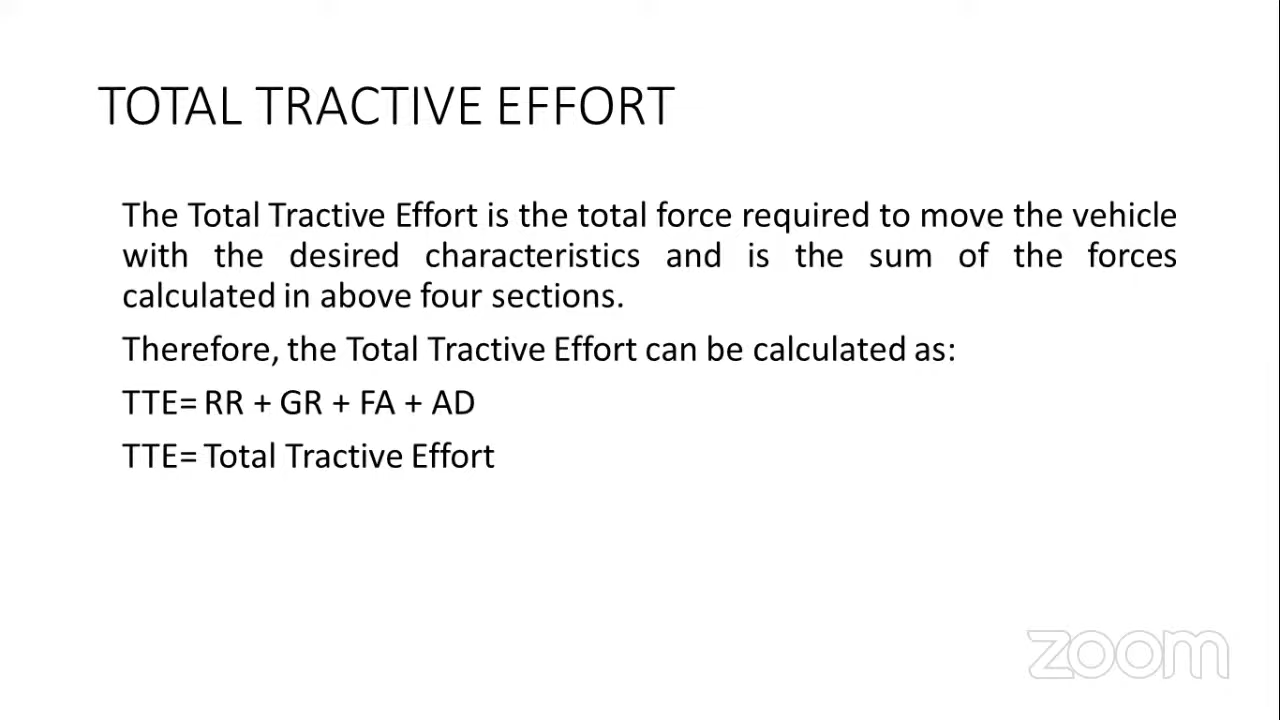 TOTAL TRACTIVE EFFORT
The Total Tractive Effort is the total force required to move the vehicle
with the desired characteristics and is the sum of the forces
calculated in above four sections.
Therefore, the Total Tractive Effort can be calculated as:
TTE= RR + GR + FA + AD
TTE= Total Tractive Effort
zoom